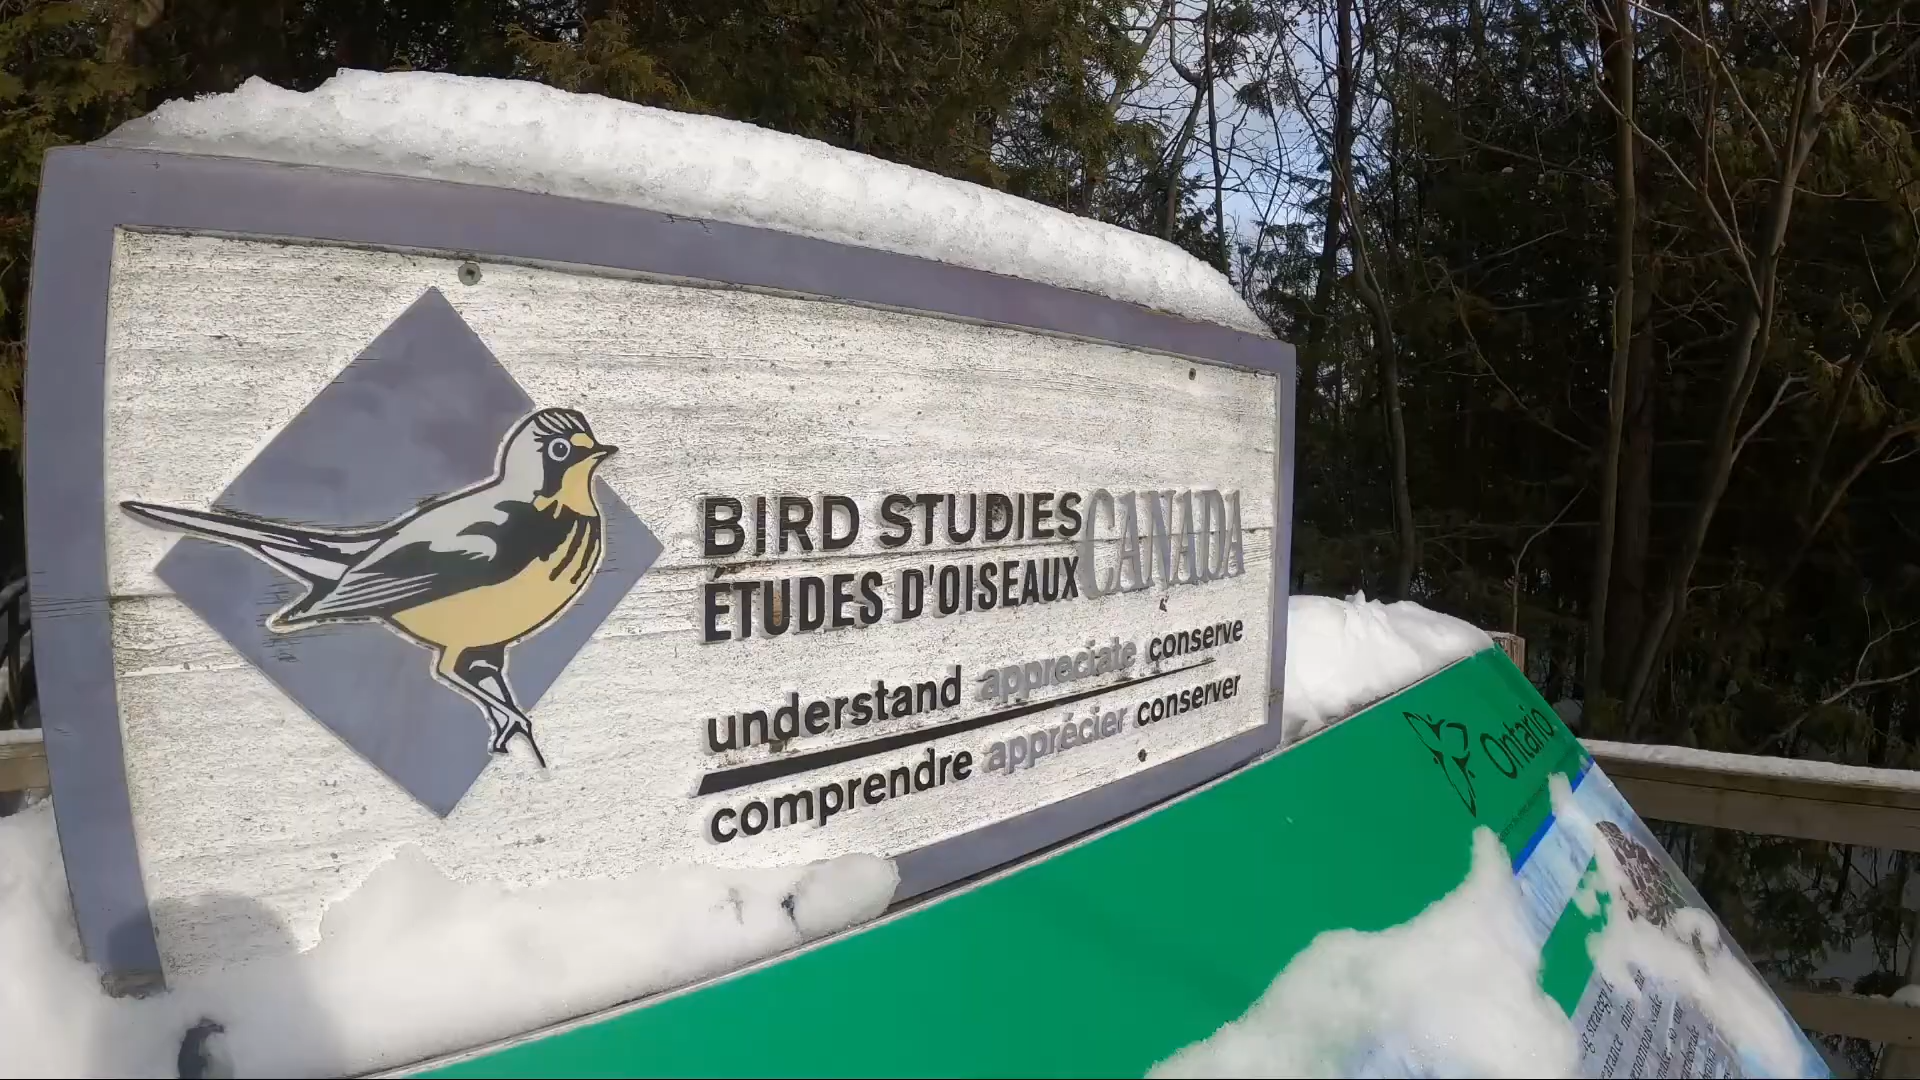 BIRD STUDIES CANADA
ÉTUDES D'OISEAUX
understand appreciate conserve
comprendre apprécier conserver
Ontario